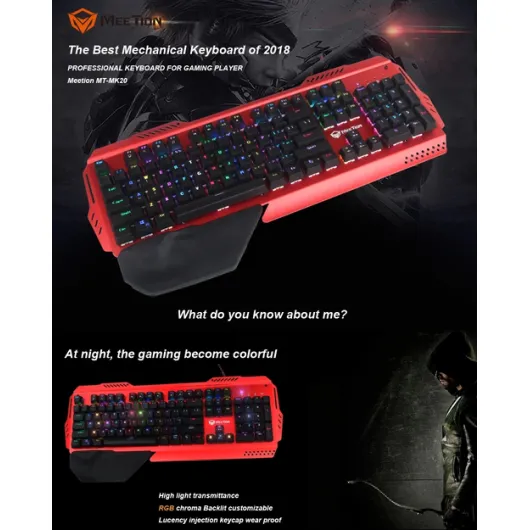 MEETION
The Best Mechanical Keyboard of 2018
PROFESSIONAL KEYBOARD FOR GAMING PLAYER
Meetion MT-MK20
MEETION
What do you know about me?
At night, the gaming become colorful
MEETION
High light transmittance
RGB chroma Backlit customizable
Lucency injection keycap wear proof